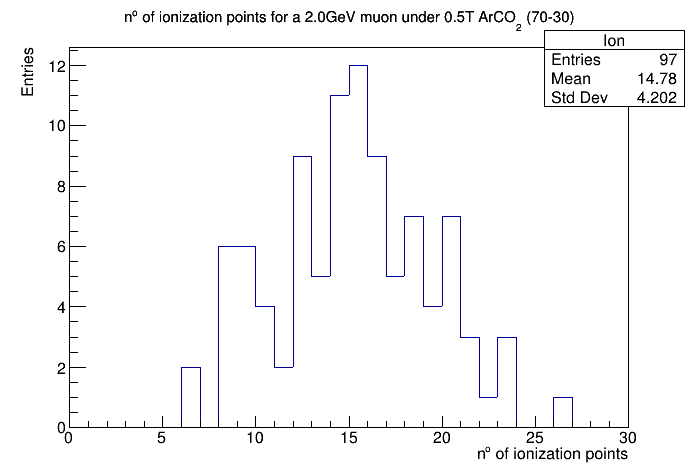 nº of ionization points for a 2.0GeV muon under 0.5T ArCO2 (70-30)
Ion
Entries 97
Mean 14.78
Std Dev 4.202
Entries
12
10
8
6
4
2
0
0 5 10 15 20 25 30
nº of ionization points